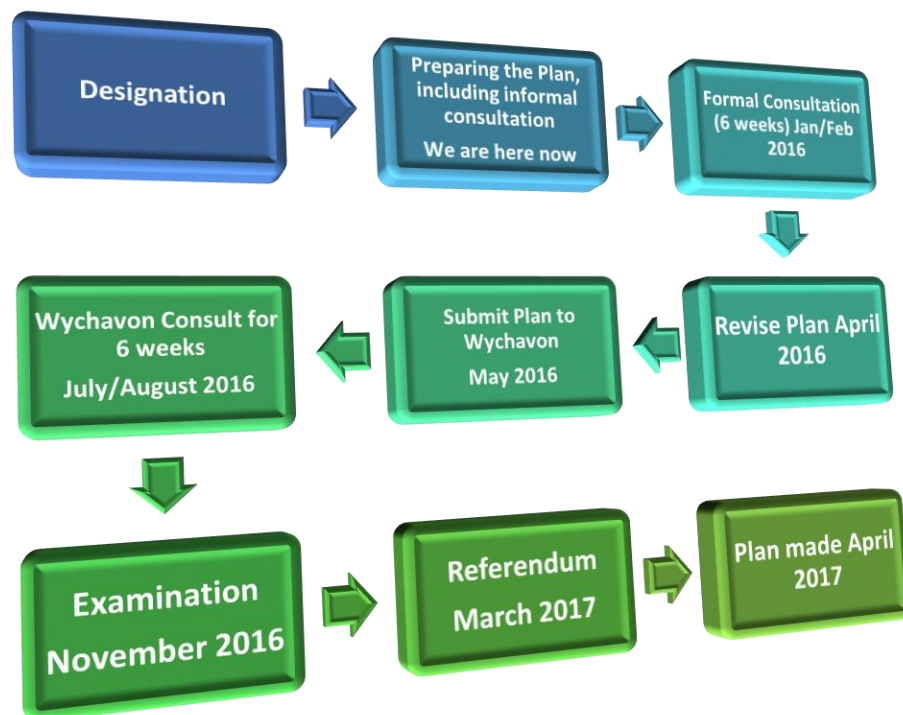 Designation
Preparing the Plan,
including informal
consultation
We are here now
Formal Consultation
(6 weeks) Jan/Feb
2016
Revise Plan April
2016
Submit Plan to
Wychavon
May 2016
Wychavon Consult for
6 weeks
July/August 2016
Examination
November 2016
Referendum
March 2017
Plan made April
2017